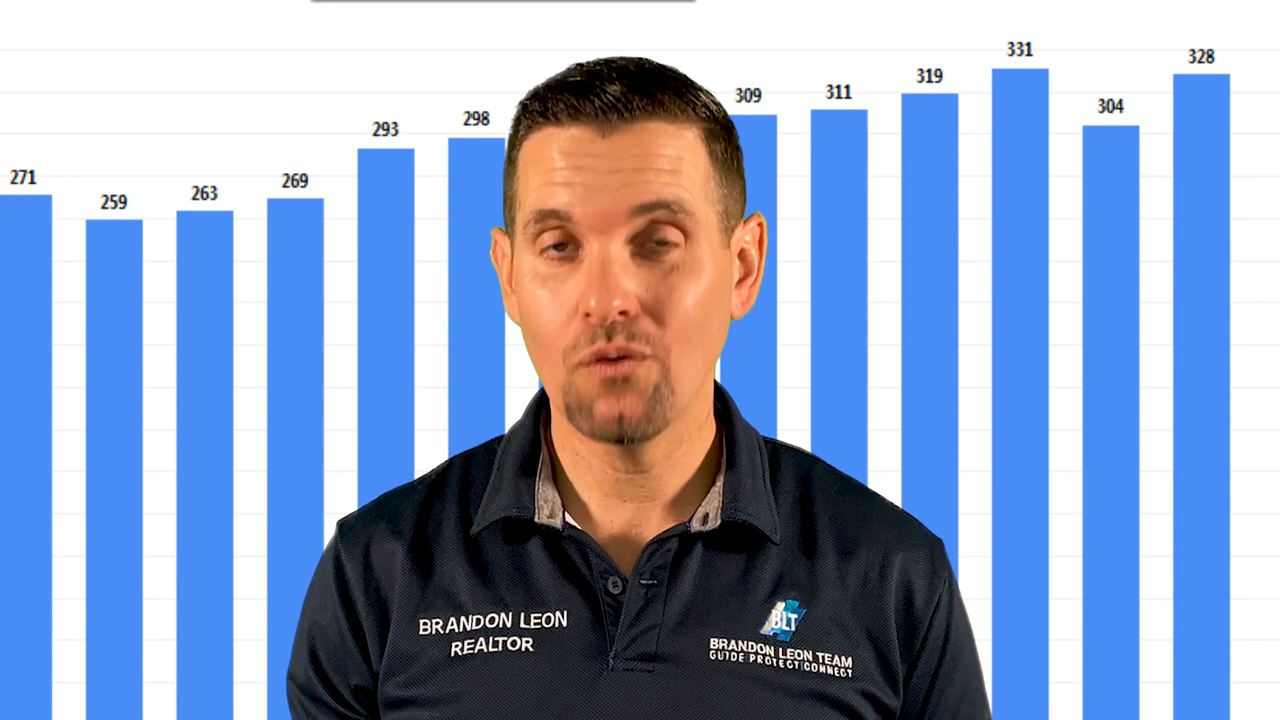 331
328
319
309
311
304
298
293
271
269
263
259
BRANDON LEON
REALTOR
BLT
BRANDON LEON TEAM
GUIDE PROTECT CONNECT